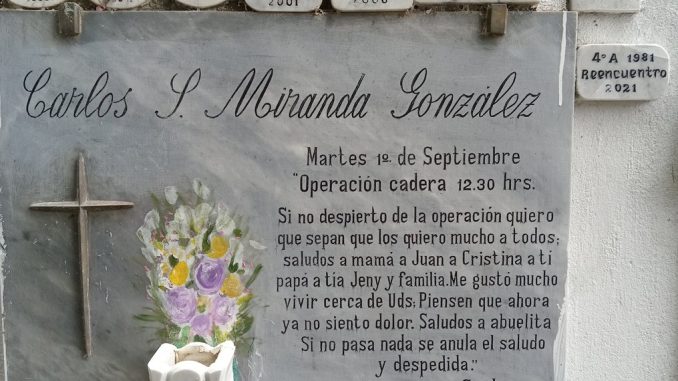 2001
2000
4º A 1981
Reencuentro
2021
Carlos S. Miranda González
Martes 1º de Septiembre
"Operación cadera 12.30 hrs.
Si no despierto de la operación quiero
que sepan que los quiero mucho a todos;
saludos a mamá a Juan a Cristina a ti
papá a tía Jeny y familia. Me gustó mucho
vivir cerca de Uds; Piensen que ahora
ya no siento dolor. Saludos a abuelita
Si no pasa nada se anula el saludo
y despedida."